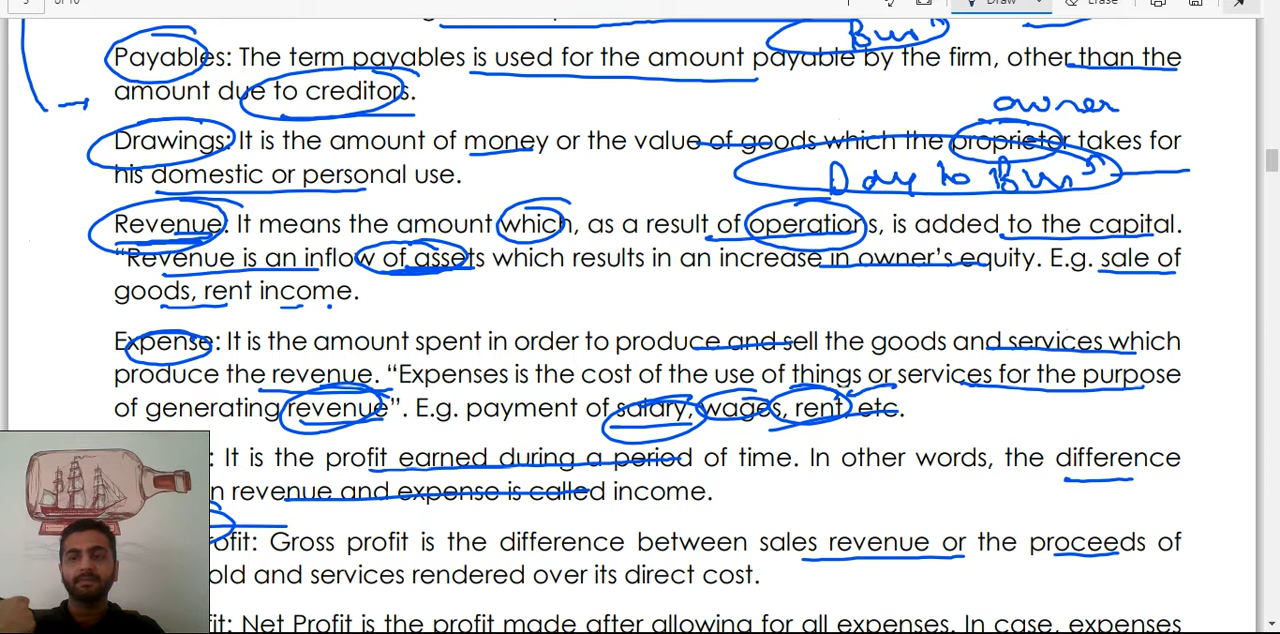 of 10
Draw
Erase
Busⁿ
Payables: The term payables is used for the amount payable by the firm, other than the
amount due to creditors.
owner
Drawings: It is the amount of money or the value of goods which the proprietor takes for
his domestic or personal use.
Day to Busⁿ
Revenue: It means the amount which, as a result of operations, is added to the capital.
“Revenue is an inflow of assets which results in an increase in owner’s equity. E.g. sale of
goods, rent income.
Expense: It is the amount spent in order to produce and sell the goods and services which
produce the revenue. “Expenses is the cost of the use of things or services for the purpose
of generating revenue”. E.g. payment of salary, wages, rent etc.
: It is the profit earned during a period of time. In other words, the difference
n revenue and expense is called income.
ofit: Gross profit is the difference between sales revenue or the proceeds of
old and services rendered over its direct cost.
fit: Net Profit is the profit made after allowing for all expenses. In case, expenses